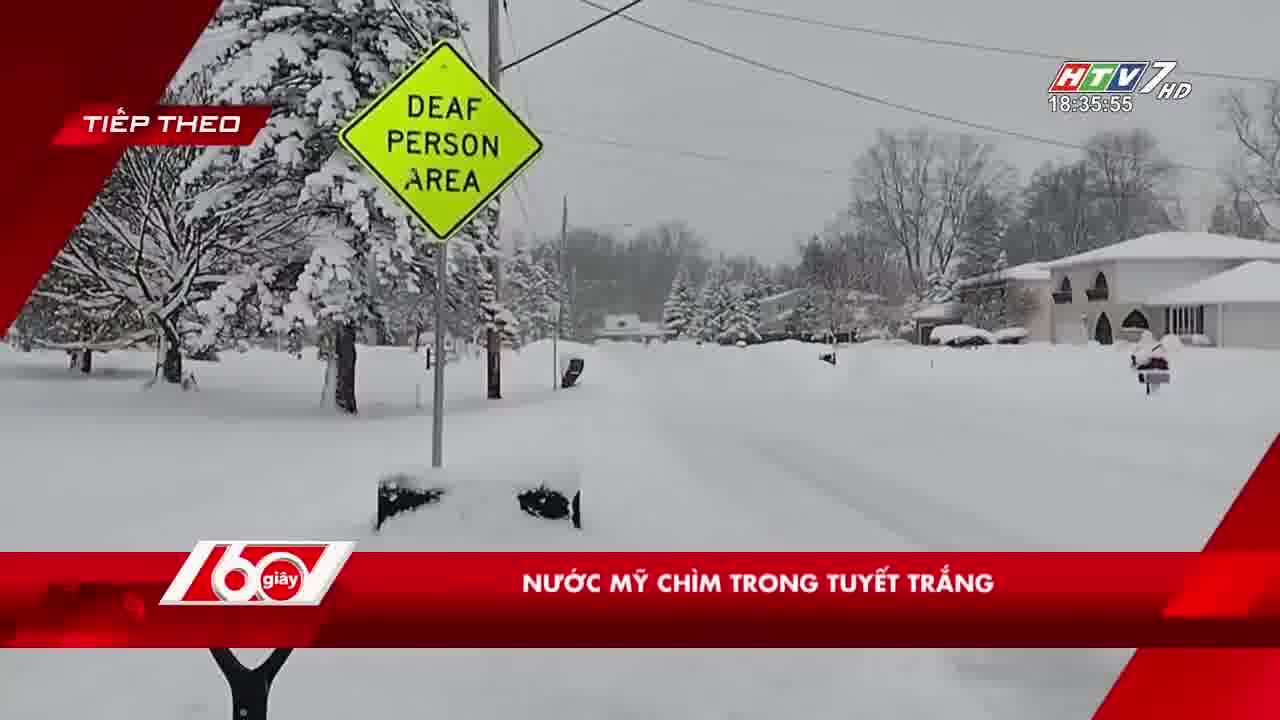 DEAF
PERSON
AREA
TIẾP THEO
HTV7 HD
18:35:55
60 giây
NƯỚC MỸ CHÌM TRONG TUYẾT TRẮNG